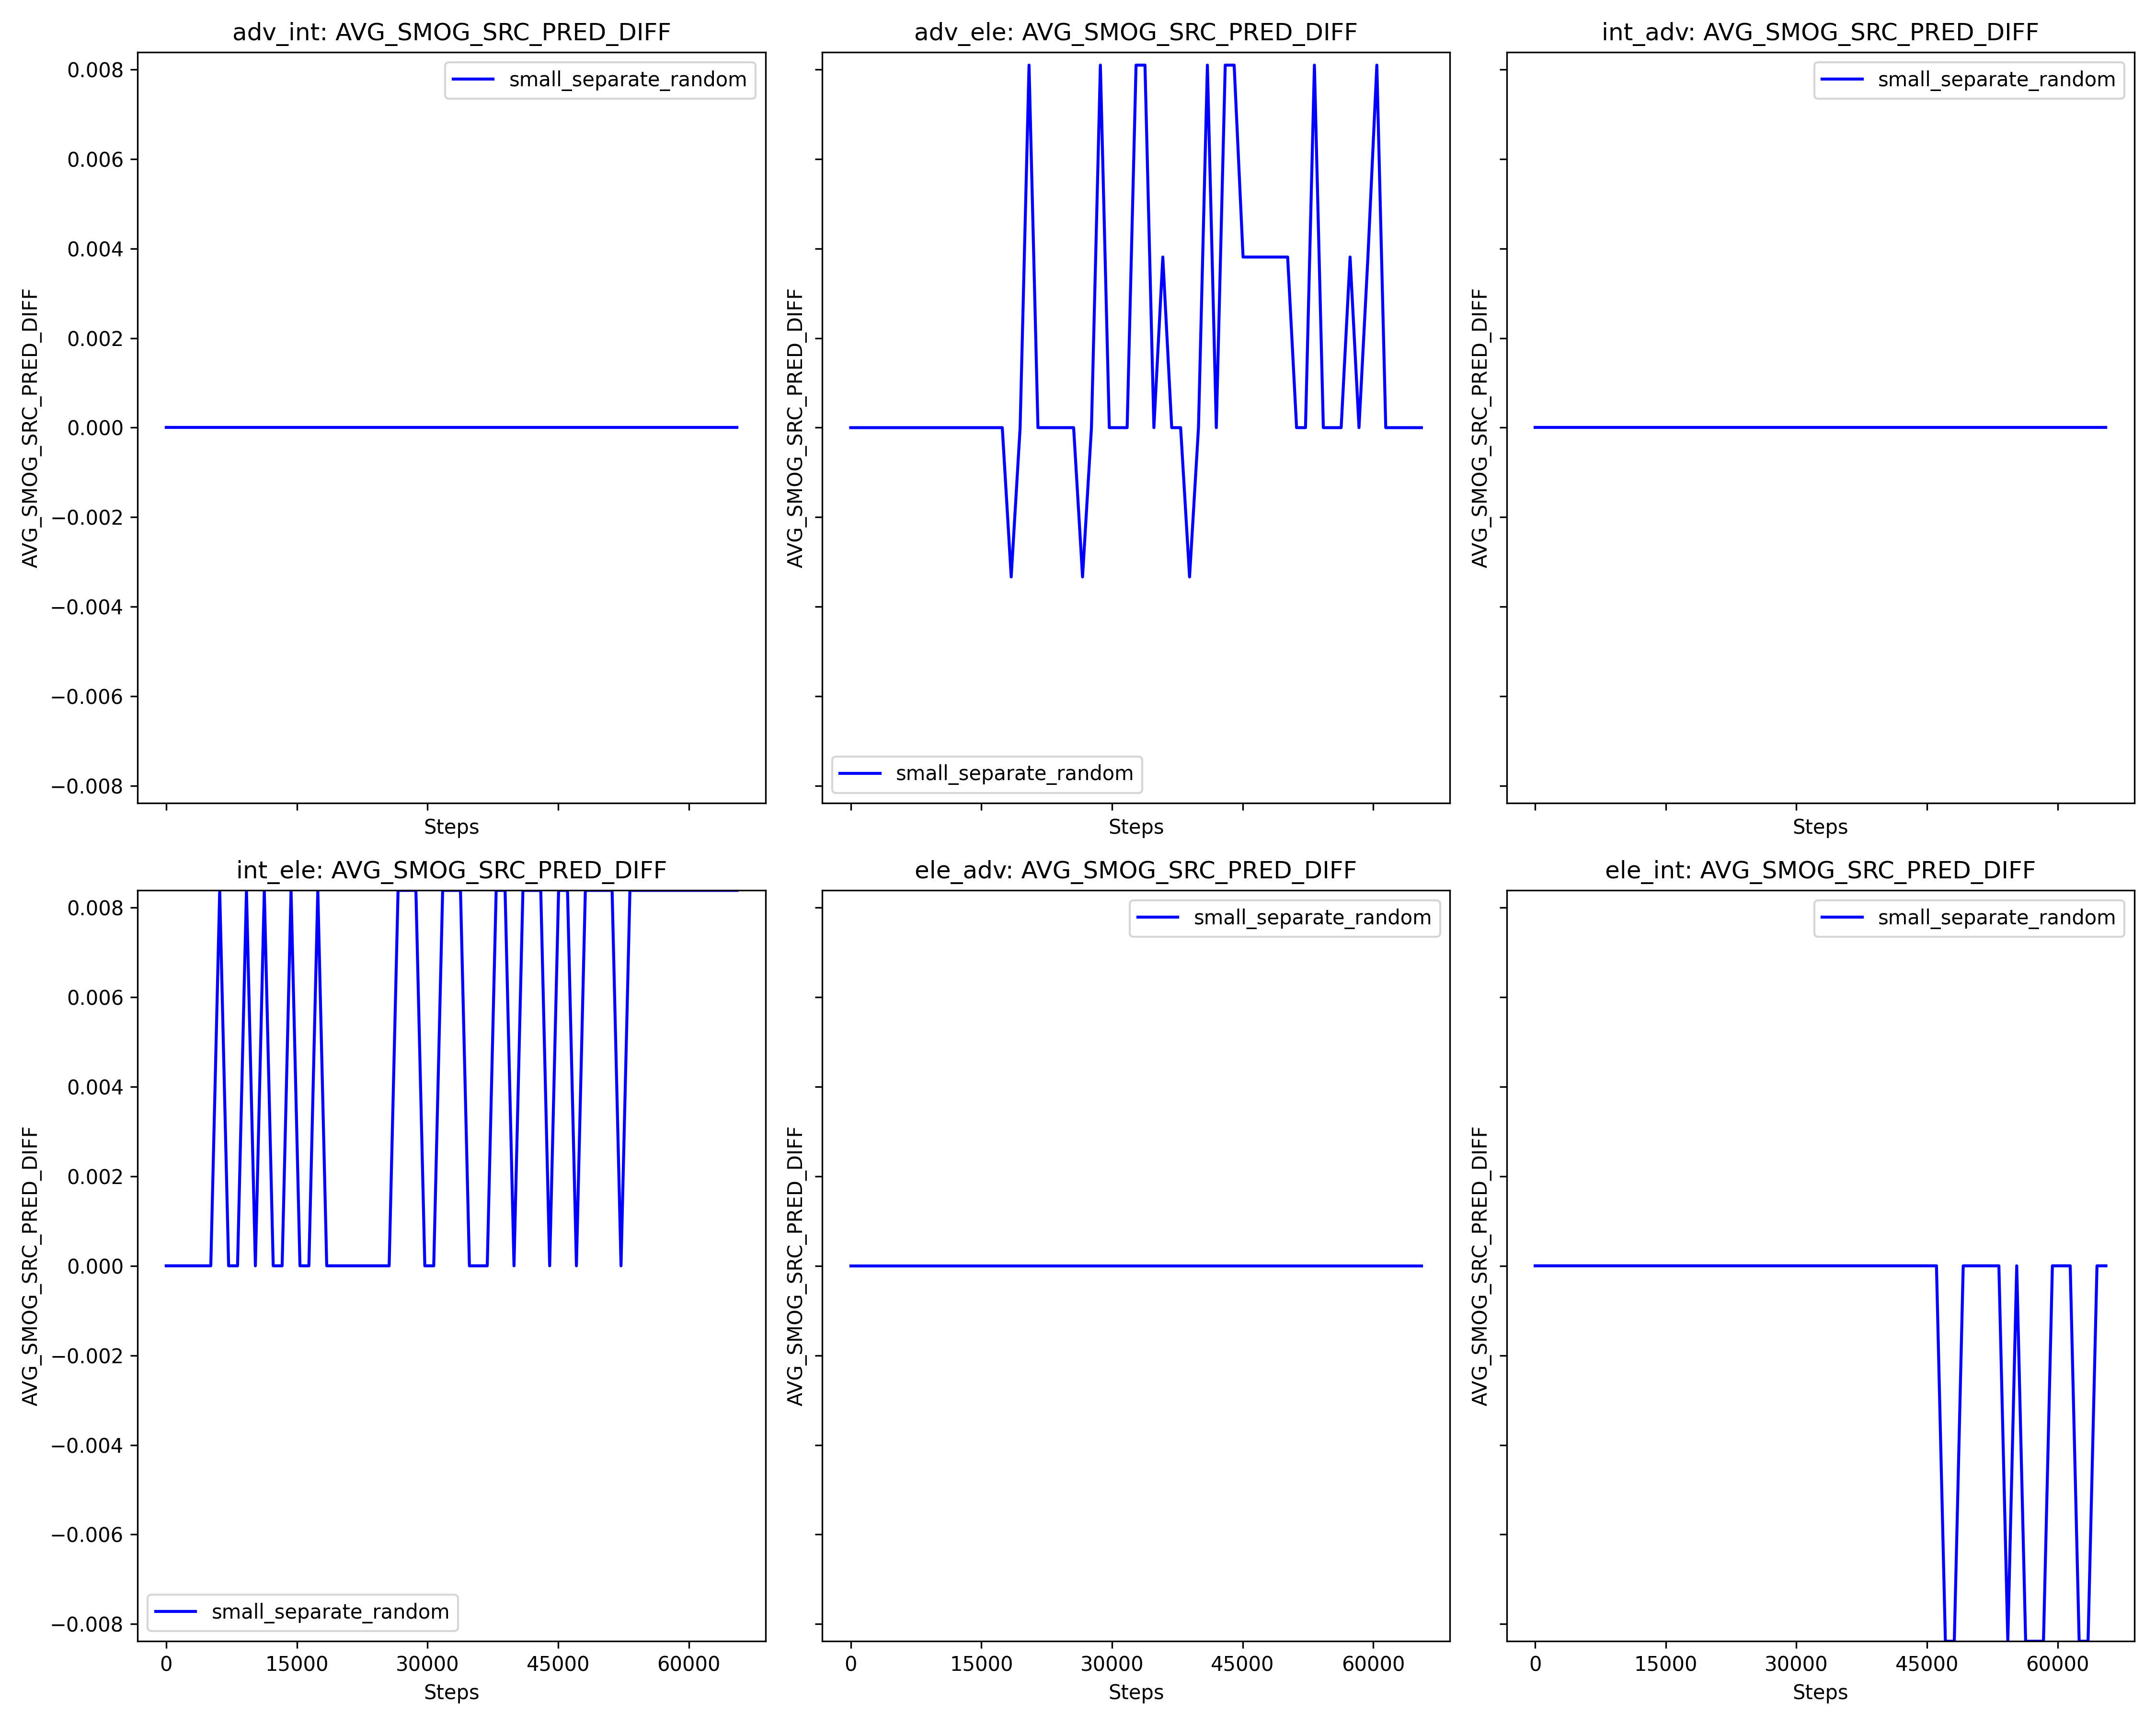 adv_int: AVG_SMOG_SRC_PRED_DIFF
adv_ele: AVG_SMOG_SRC_PRED_DIFF
int_adv: AVG_SMOG_SRC_PRED_DIFF
small_separate_random
small_separate_random
small_separate_random
0.008
0.006
0.004
0.002
0.000
−0.002
−0.004
−0.006
−0.008
AVG_SMOG_SRC_PRED_DIFF
AVG_SMOG_SRC_PRED_DIFF
AVG_SMOG_SRC_PRED_DIFF
Steps
Steps
Steps
int_ele: AVG_SMOG_SRC_PRED_DIFF
ele_adv: AVG_SMOG_SRC_PRED_DIFF
ele_int: AVG_SMOG_SRC_PRED_DIFF
small_separate_random
small_separate_random
small_separate_random
0.008
0.006
0.004
0.002
0.000
−0.002
−0.004
−0.006
−0.008
AVG_SMOG_SRC_PRED_DIFF
AVG_SMOG_SRC_PRED_DIFF
AVG_SMOG_SRC_PRED_DIFF
0 15000 30000 45000 60000
0 15000 30000 45000 60000
0 15000 30000 45000 60000
Steps
Steps
Steps